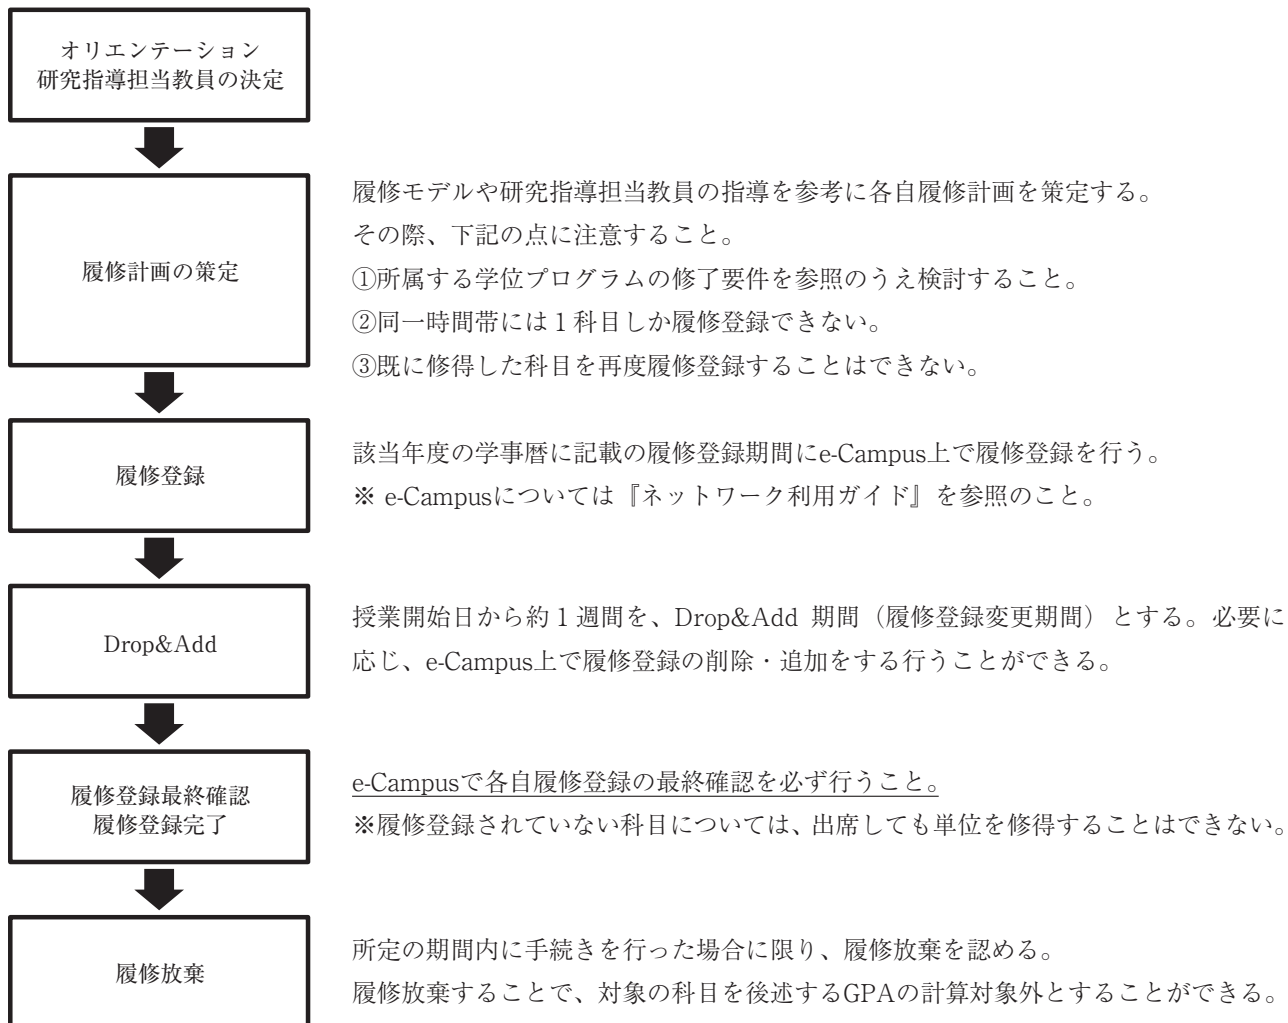 オリエンテーション
研究指導担当教員の決定
履修計画の策定
履修モデルや研究指導担当教員の指導を参考に各自履修計画を策定する。
その際、下記の点に注意すること。
①所属する学位プログラムの修了要件を参照のうえ検討すること。
②同一時間帯には１科目しか履修登録できない。
③既に修得した科目を再度履修登録することはできない。
履修登録
該当年度の学事暦に記載の履修登録期間にe-Campus上で履修登録を行う。
※ e-Campusについては『ネットワーク利用ガイド』を参照のこと。
Drop&Add
授業開始日から約１週間を、Drop&Add 期間（履修登録変更期間）とする。必要に
応じ、e-Campus上で履修登録の削除・追加をする行うことができる。
履修登録最終確認
履修登録完了
e-Campusで各自履修登録の最終確認を必ず行うこと。
※履修登録されていない科目については、出席しても単位を修得することはできない。
履修放棄
所定の期間内に手続きを行った場合に限り、履修放棄を認める。
履修放棄することで、対象の科目を後述するGPAの計算対象外とすることができる。